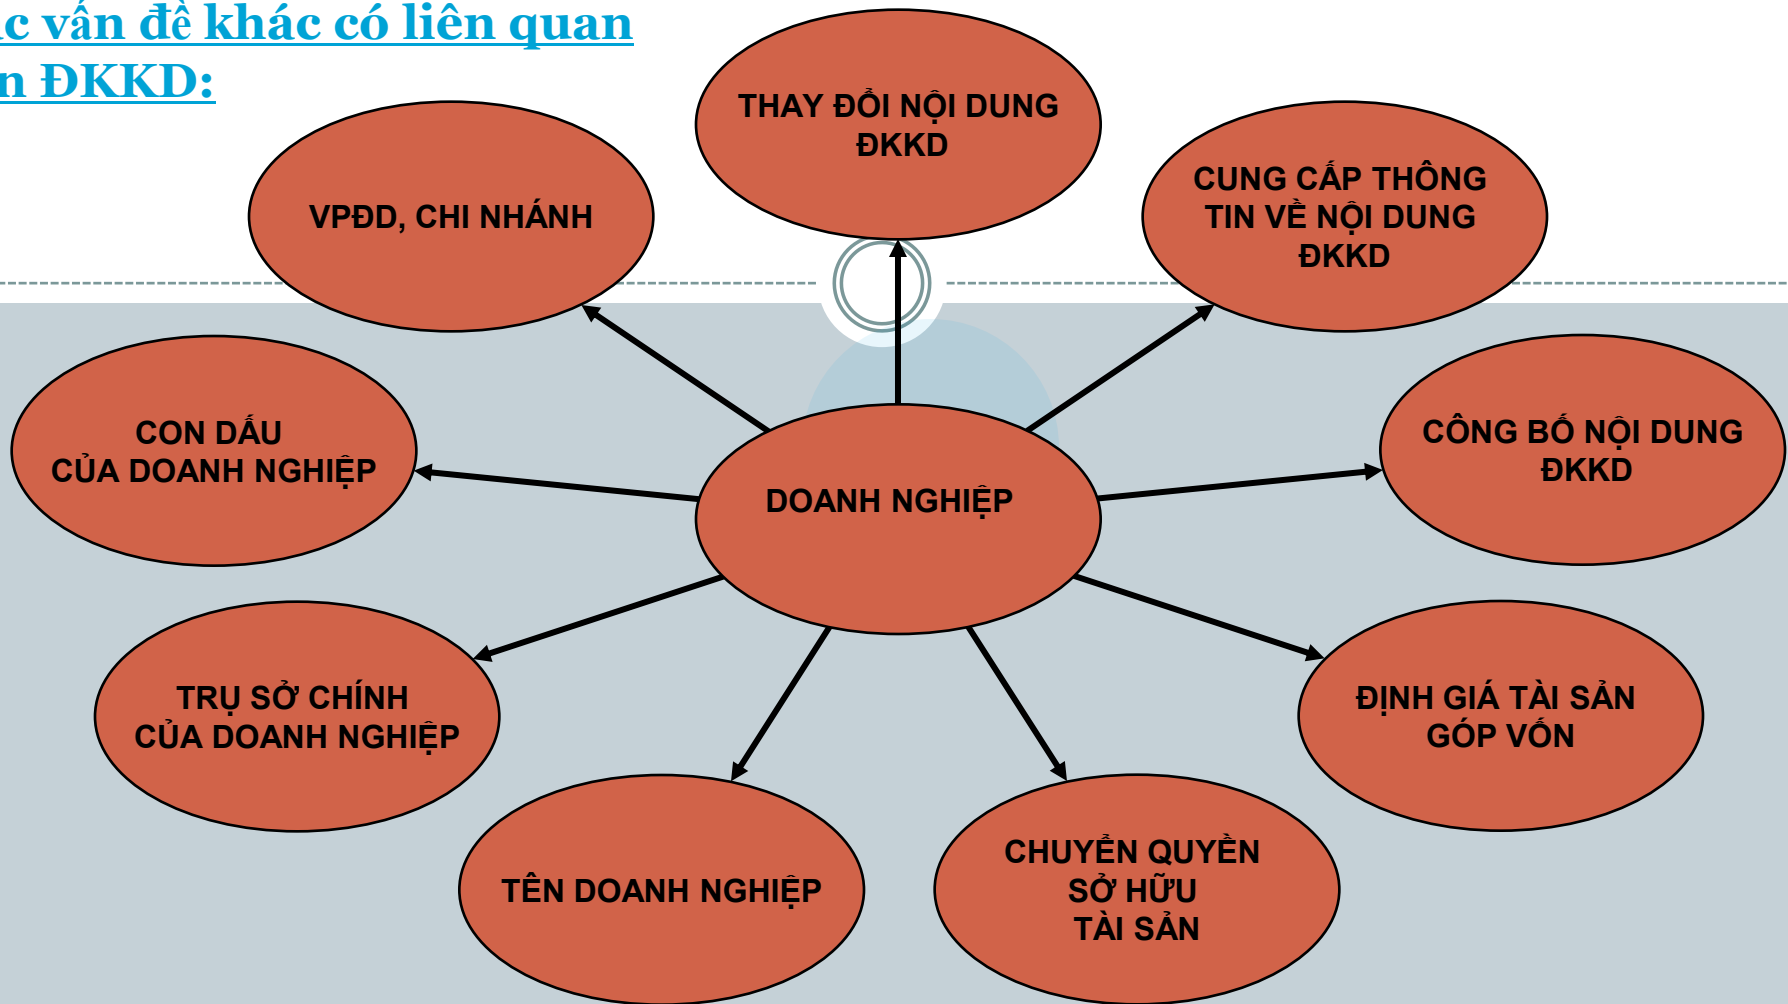 vấn đề khác có liên quan
ĐKKD:
THAY ĐỔI NỘI DUNG
ĐKKD
VPĐD, CHI NHÁNH
CUNG CẤP THÔNG
TIN VỀ NỘI DUNG
ĐKKD
CON DẤU
CỦA DOANH NGHIỆP
CÔNG BỐ NỘI DUNG
ĐKKD
DOANH NGHIỆP
TRỤ SỞ CHÍNH
CỦA DOANH NGHIỆP
ĐỊNH GIÁ TÀI SẢN
GÓP VỐN
TÊN DOANH NGHIỆP
CHUYỂN QUYỀN
SỞ HỮU
TÀI SẢN